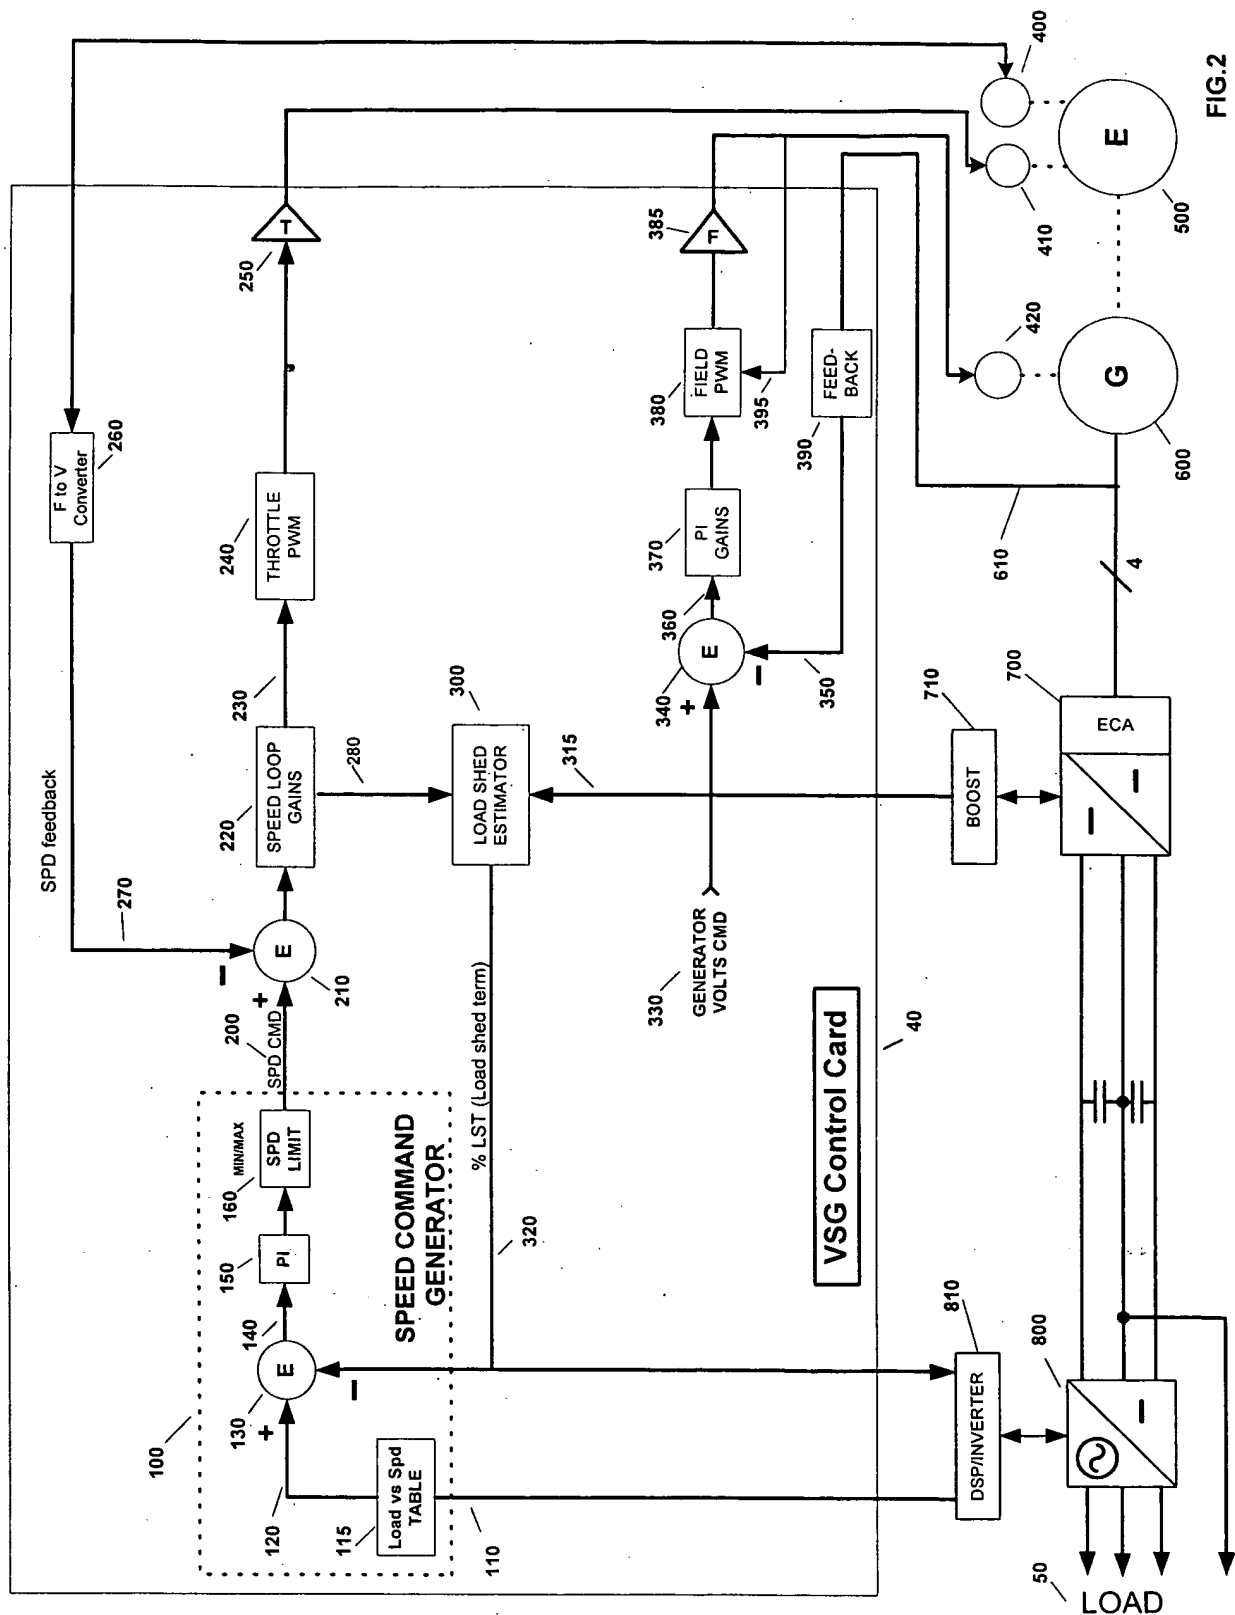 SPD feedback
270
F to V
Converter
260
100
120
115
Load vs Spd
TABLE
110
130
+
E
−
140
150
PI
160
MIN/MAX
SPD
LIMIT
SPEED COMMAND
GENERATOR
200
SPD CMD
+
−
E
210
220
SPEED LOOP
GAINS
230
240
THROTTLE
PWM
250
T
280
300
LOAD SHED
ESTIMATOR
315
% LST (Load shed term)
320
330
GENERATOR
VOLTS CMD
340
+
E
−
350
360
370
PI
GAINS
380
FIELD
PWM
385
F
395
390
FEED-
BACK
VSG Control Card
40
400
410
420
E
500
G
600
610
4
700
ECA
710
BOOST
−
−
810
DSP/INVERTER
800
−
50
LOAD
FIG.2